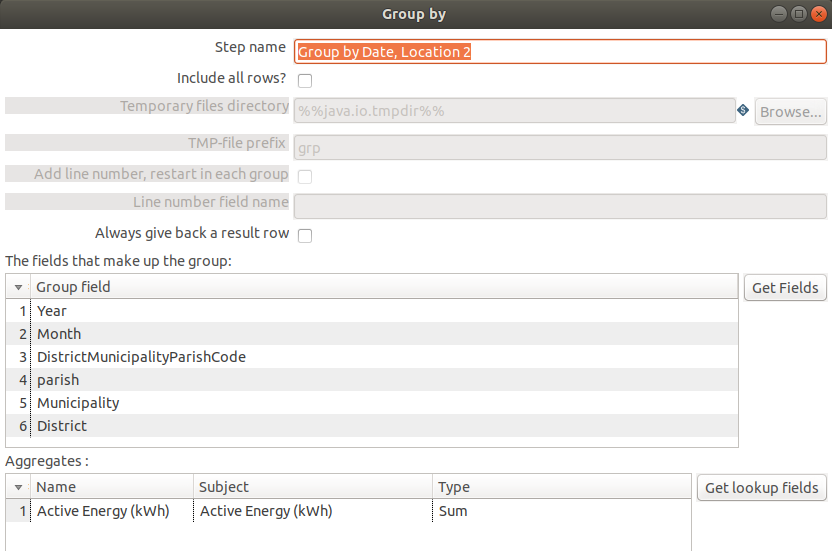 Group by
Step name
Group by Date, Location 2
Include all rows?
Temporary files directory
%%java.io.tmpdir%%
Browse...
TMP-file prefix
grp
Add line number, restart in each group
Line number field name
Always give back a result row
The fields that make up the group:
Group field
Get Fields
1 Year
2 Month
3 DistrictMunicipalityParishCode
4 parish
5 Municipality
6 District
Aggregates :
Name Subject Type
Get lookup fields
1 Active Energy (kWh) Active Energy (kWh) Sum